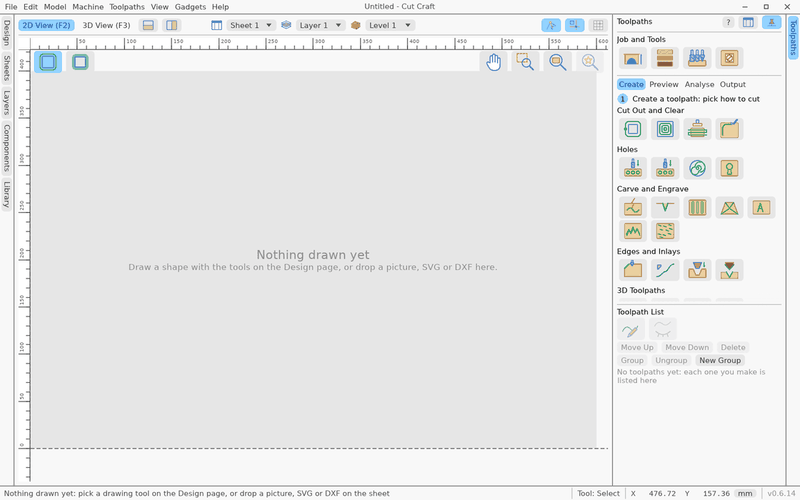 File Edit Model Machine Toolpaths View Gadgets Help
Untitled - Cut Craft
2D View (F2) 3D View (F3) Sheet 1 Layer 1 Level 1
Toolpaths ?
Design
Sheets
Layers
Components
Library
Toolpaths
50 100 150 200 250 300 350 400 450 500 550 600
400
350
300
250
200
150
100
50
0
Nothing drawn yet
Draw a shape with the tools on the Design page, or drop a picture, SVG or DXF here.
Job and Tools
Create Preview Analyse Output
1 Create a toolpath: pick how to cut
Cut Out and Clear
Holes
Carve and Engrave
A
Edges and Inlays
3D Toolpaths
Toolpath List
Move Up Move Down Delete
Group Ungroup New Group
No toolpaths yet: each one you make is
listed here
Nothing drawn yet: pick a drawing tool on the Design page, or drop a picture, SVG or DXF on the sheet
Tool: Select X 476.72 Y 157.36 mm v0.6.14